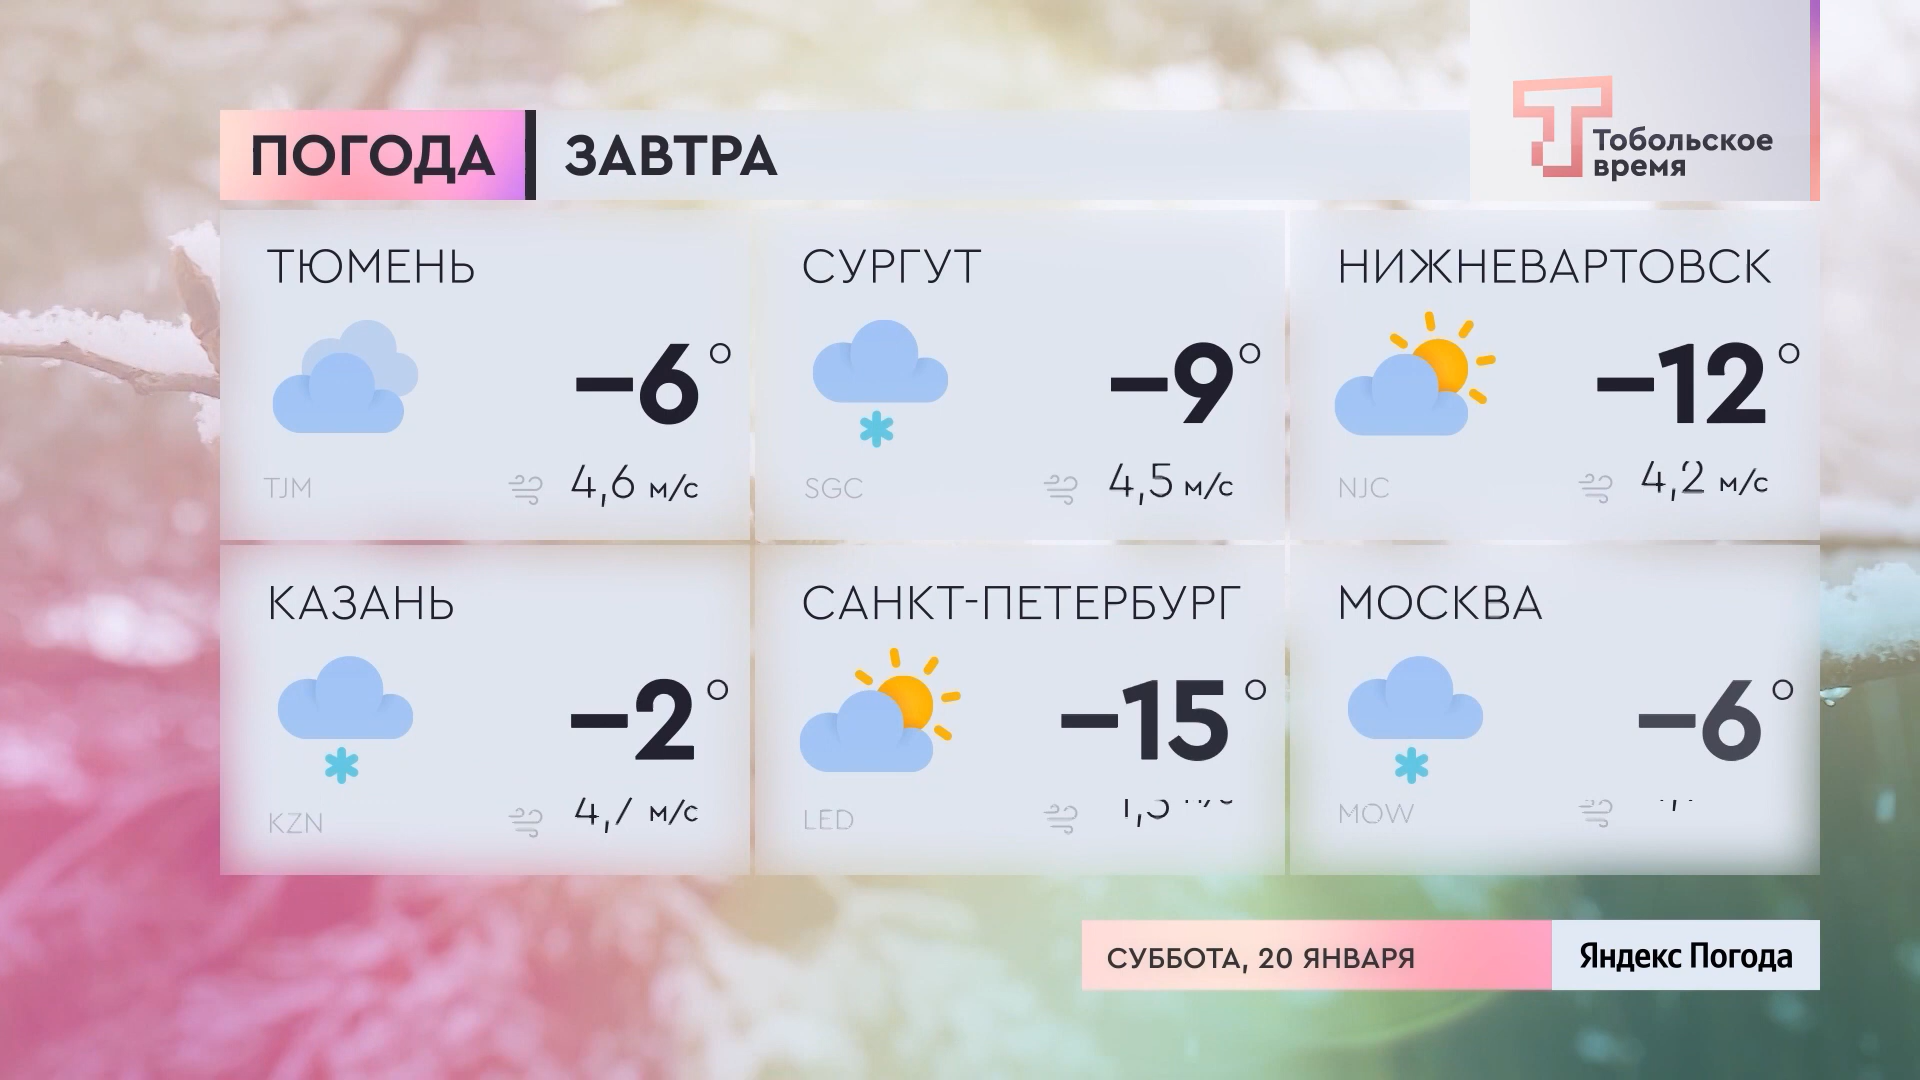 ПОГОДА ЗАВТРА
Тобольское
время
ТЮМЕНЬ
−6°
TJM 4,6 м/с
СУРГУТ
−9°
SGC 4,5 м/с
НИЖНЕВАРТОВСК
−12°
NJC 4,2 м/с
КАЗАНЬ
−2°
KZN м/с
САНКТ-ПЕТЕРБУРГ
−15°
LED
МОСКВА
−6°
MOW
СУББОТА, 20 ЯНВАРЯ
Яндекс Погода